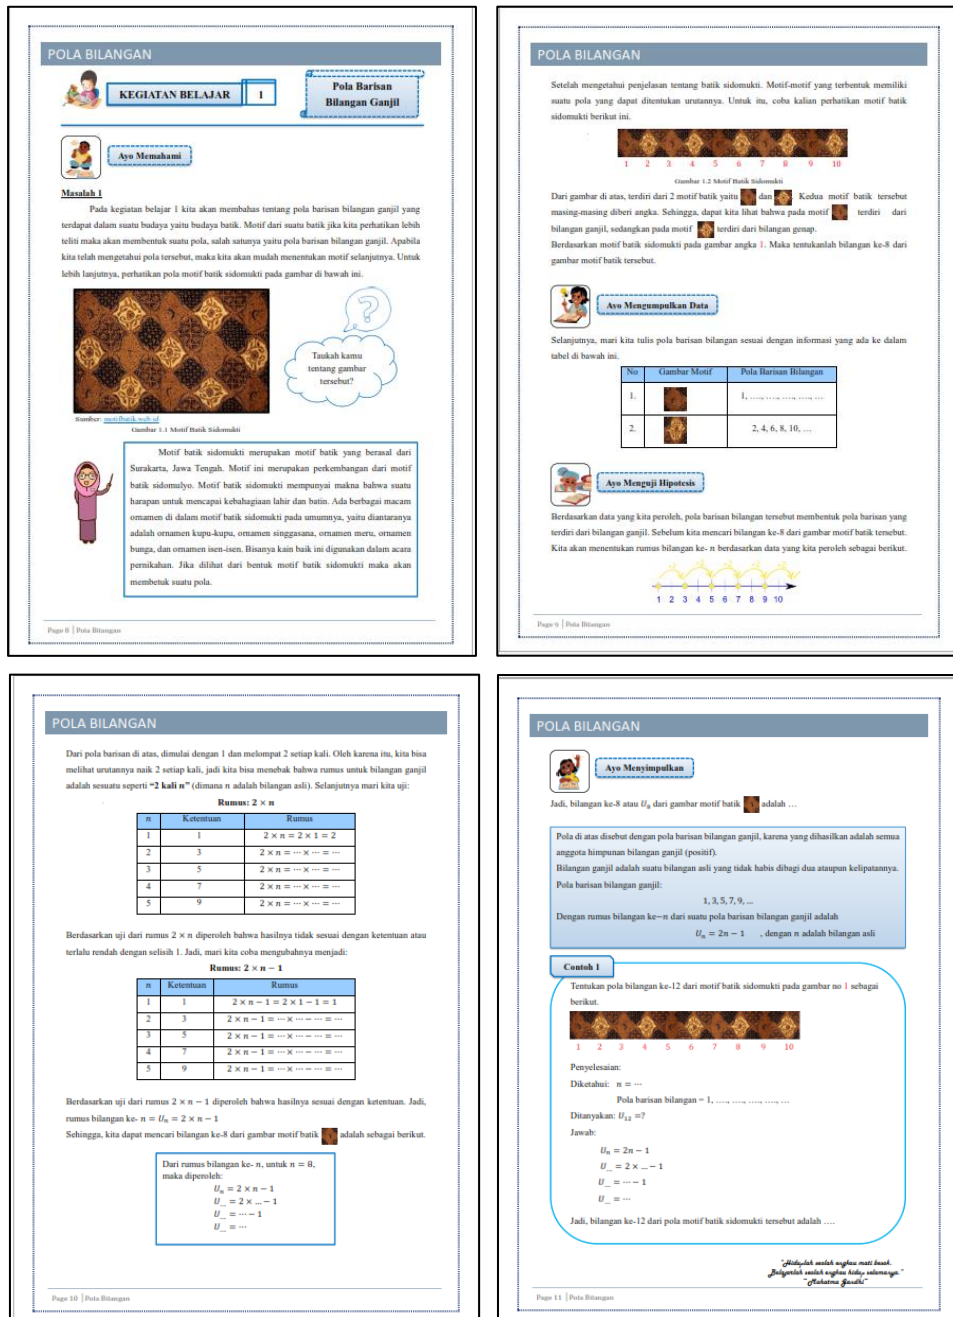 POLA BILANGAN
KEGIATAN BELAJAR
1
Pola Barisan
Bilangan Ganjil
Ayo Memahami
Masalah 1
Pada kegiatan belajar 1 kita akan membahas tentang pola barisan bilangan ganjil yang
terdapat dalam suatu budaya yaitu budaya batik. Motif dari suatu batik jika kita perhatikan lebih
teliti maka akan membentuk suatu pola, salah satunya yaitu pola barisan bilangan ganjil. Apabila
kita telah mengetahui pola tersebut, maka kita akan mudah menentukan motif selanjutnya. Untuk
lebih lanjutnya, perhatikan pola motif batik sidomukti pada gambar di bawah ini.
Taukah kamu
tentang gambar
tersebut?
Sumber: motifbatik.web.id
Gambar 1.1 Motif Batik Sidomukti
Motif batik sidomukti merupakan motif batik yang berasal dari
Surakarta, Jawa Tengah. Motif ini merupakan perkembangan dari motif
batik sidomulyo. Motif batik sidomukti mempunyai makna bahwa suatu
harapan untuk mencapai kebahagiaan lahir dan batin. Ada berbagai macam
ornamen di dalam motif batik sidomukti pada umumnya, yaitu diantaranya
adalah ornamen kupu-kupu, ornamen singgasana, ornamen meru, ornamen
bunga, dan ornamen isen-isen. Bisanya kain baik ini digunakan dalam acara
pernikahan. Jika dilihat dari bentuk motif batik sidomukti maka akan
membetuk suatu pola.
Page 8 | Pola Bilangan
POLA BILANGAN
Setelah mengetahui penjelasan tentang batik sidomukti. Motif-motif yang terbentuk memiliki
suatu pola yang dapat ditentukan urutannya. Untuk itu, coba kalian perhatikan motif batik
sidomukti berikut ini.
1 2 3 4 5 6 7 8 9 10
Gambar 1.2 Motif Batik Sidomukti
Dari gambar di atas, terdiri dari 2 motif batik yaitu dan . Kedua motif batik tersebut
masing-masing diberi angka. Sehingga, dapat kita lihat bahwa pada motif terdiri dari
bilangan ganjil, sedangkan pada motif terdiri dari bilangan genap.
Berdasarkan motif batik sidomukti pada gambar angka 1. Maka tentukanlah bilangan ke-8 dari
gambar motif batik tersebut.
Ayo Mengumpulkan Data
Selanjutnya, mari kita tulis pola barisan bilangan sesuai dengan informasi yang ada ke dalam
tabel di bawah ini.
No Gambar Motif Pola Barisan Bilangan
1. 1, ...., ...., ...., ...., ...
2. 2, 4, 6, 8, 10, ...
Ayo Menguji Hipotesis
Berdasarkan data yang kita peroleh, pola barisan bilangan tersebut membentuk pola barisan yang
terdiri dari bilangan ganjil. Sebelum kita mencari bilangan ke-8 dari gambar motif batik tersebut.
Kita akan menentukan rumus bilangan ke- n berdasarkan data yang kita peroleh sebagai berikut.
1 2 3 4 5 6 7 8 9 10
Page 9 | Pola Bilangan
POLA BILANGAN
Dari pola barisan di atas, dimulai dengan 1 dan melompat 2 setiap kali. Oleh karena itu, kita bisa
melihat urutannya naik 2 setiap kali, jadi kita bisa menebak bahwa rumus untuk bilangan ganjil
adalah sesuatu seperti “2 kali n” (dimana n adalah bilangan asli). Selanjutnya mari kita uji:
Rumus: 2 × n
n Ketentuan Rumus
1 1 2 × n = 2 × 1 = 2
2 3 2 × n = ⋯ × ⋯ = ⋯
3 5 2 × n = ⋯ × ⋯ = ⋯
4 7 2 × n = ⋯ × ⋯ = ⋯
5 9 2 × n = ⋯ × ⋯ = ⋯
Berdasarkan uji dari rumus 2 × n diperoleh bahwa hasilnya tidak sesuai dengan ketentuan atau
terlalu rendah dengan selisih 1. Jadi, mari kita coba mengubahnya menjadi:
Rumus: 2 × n − 1
n Ketentuan Rumus
1 1 2 × n − 1 = 2 × 1 − 1 = 1
2 3 2 × n − 1 = ⋯ × ⋯ − ⋯ = ⋯
3 5 2 × n − 1 = ⋯ × ⋯ − ⋯ = ⋯
4 7 2 × n − 1 = ⋯ × ⋯ − ⋯ = ⋯
5 9 2 × n − 1 = ⋯ × ⋯ − ⋯ = ⋯
Berdasarkan uji dari rumus 2 × n − 1 diperoleh bahwa hasilnya sesuai dengan ketentuan. Jadi,
rumus bilangan ke- n = Uₙ = 2 × n − 1
Sehingga, kita dapat mencari bilangan ke-8 dari gambar motif batik adalah sebagai berikut.
Dari rumus bilangan ke- n, untuk n = 8,
maka diperoleh:
Uₙ = 2 × n − 1
U_ = 2 × ... − 1
U_ = ⋯ − 1
U_ = ⋯
Page 10 | Pola Bilangan
POLA BILANGAN
Ayo Menyimpulkan
Jadi, bilangan ke-8 atau U₈ dari gambar motif batik adalah ...
Pola di atas disebut dengan pola barisan bilangan ganjil, karena yang dihasilkan adalah semua
anggota himpunan bilangan ganjil (positif).
Bilangan ganjil adalah suatu bilangan asli yang tidak habis dibagi dua ataupun kelipatannya.
Pola barisan bilangan ganjil:
1, 3, 5, 7, 9, ...
Dengan rumus bilangan ke−n dari suatu pola barisan bilangan ganjil adalah
Uₙ = 2n − 1 , dengan n adalah bilangan asli
Contoh 1
Tentukan pola bilangan ke-12 dari motif batik sidomukti pada gambar no 1 sebagai
berikut.
1 2 3 4 5 6 7 8 9 10
Penyelesaian:
Diketahui: n = ⋯
Pola barisan bilangan = 1, ...., ...., ...., ...., ...
Ditanyakan: U₁₂ =?
Jawab:
Uₙ = 2n − 1
U_ = 2 × ... − 1
U_ = ⋯ − 1
U_ = ⋯
Jadi, bilangan ke-12 dari pola motif batik sidomukti tersebut adalah ....
"Hiduplah seolah engkau mati besok.
Belajarlah seolah engkau hidup selamanya."
~Mahatma Gandhi~
Page 11 | Pola Bilangan